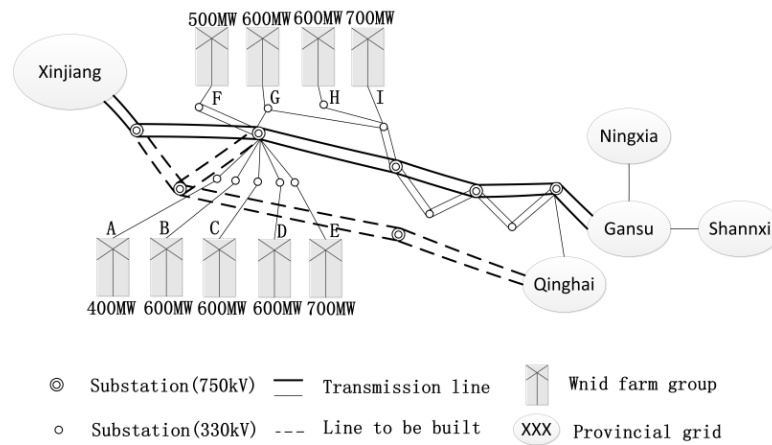 500MW 600MW 600MW 700MW
Xinjiang
F G H I
Ningxia
A B C D E
Gansu Shannxi
Qinghai
400MW 600MW 600MW 600MW 700MW
Substation(750kV) Transmission line Wnid farm group
Substation(330kV) Line to be built XXX Provincial grid